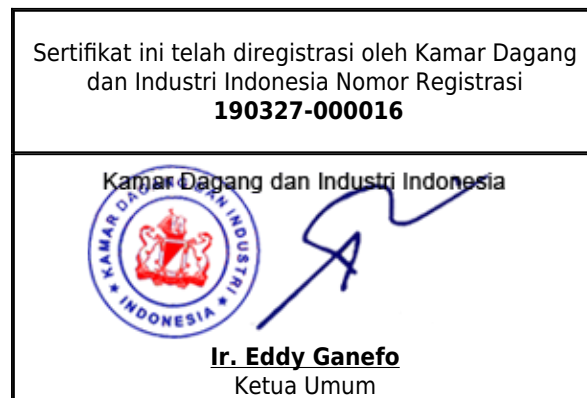 Sertifikat ini telah diregistrasi oleh Kamar Dagang
dan Industri Indonesia Nomor Registrasi
190327-000016
Kamar Dagang dan Industri Indonesia
KAMAR DAGANG DAN INDUSTRI
INDONESIA
Ir. Eddy Ganefo
Ketua Umum